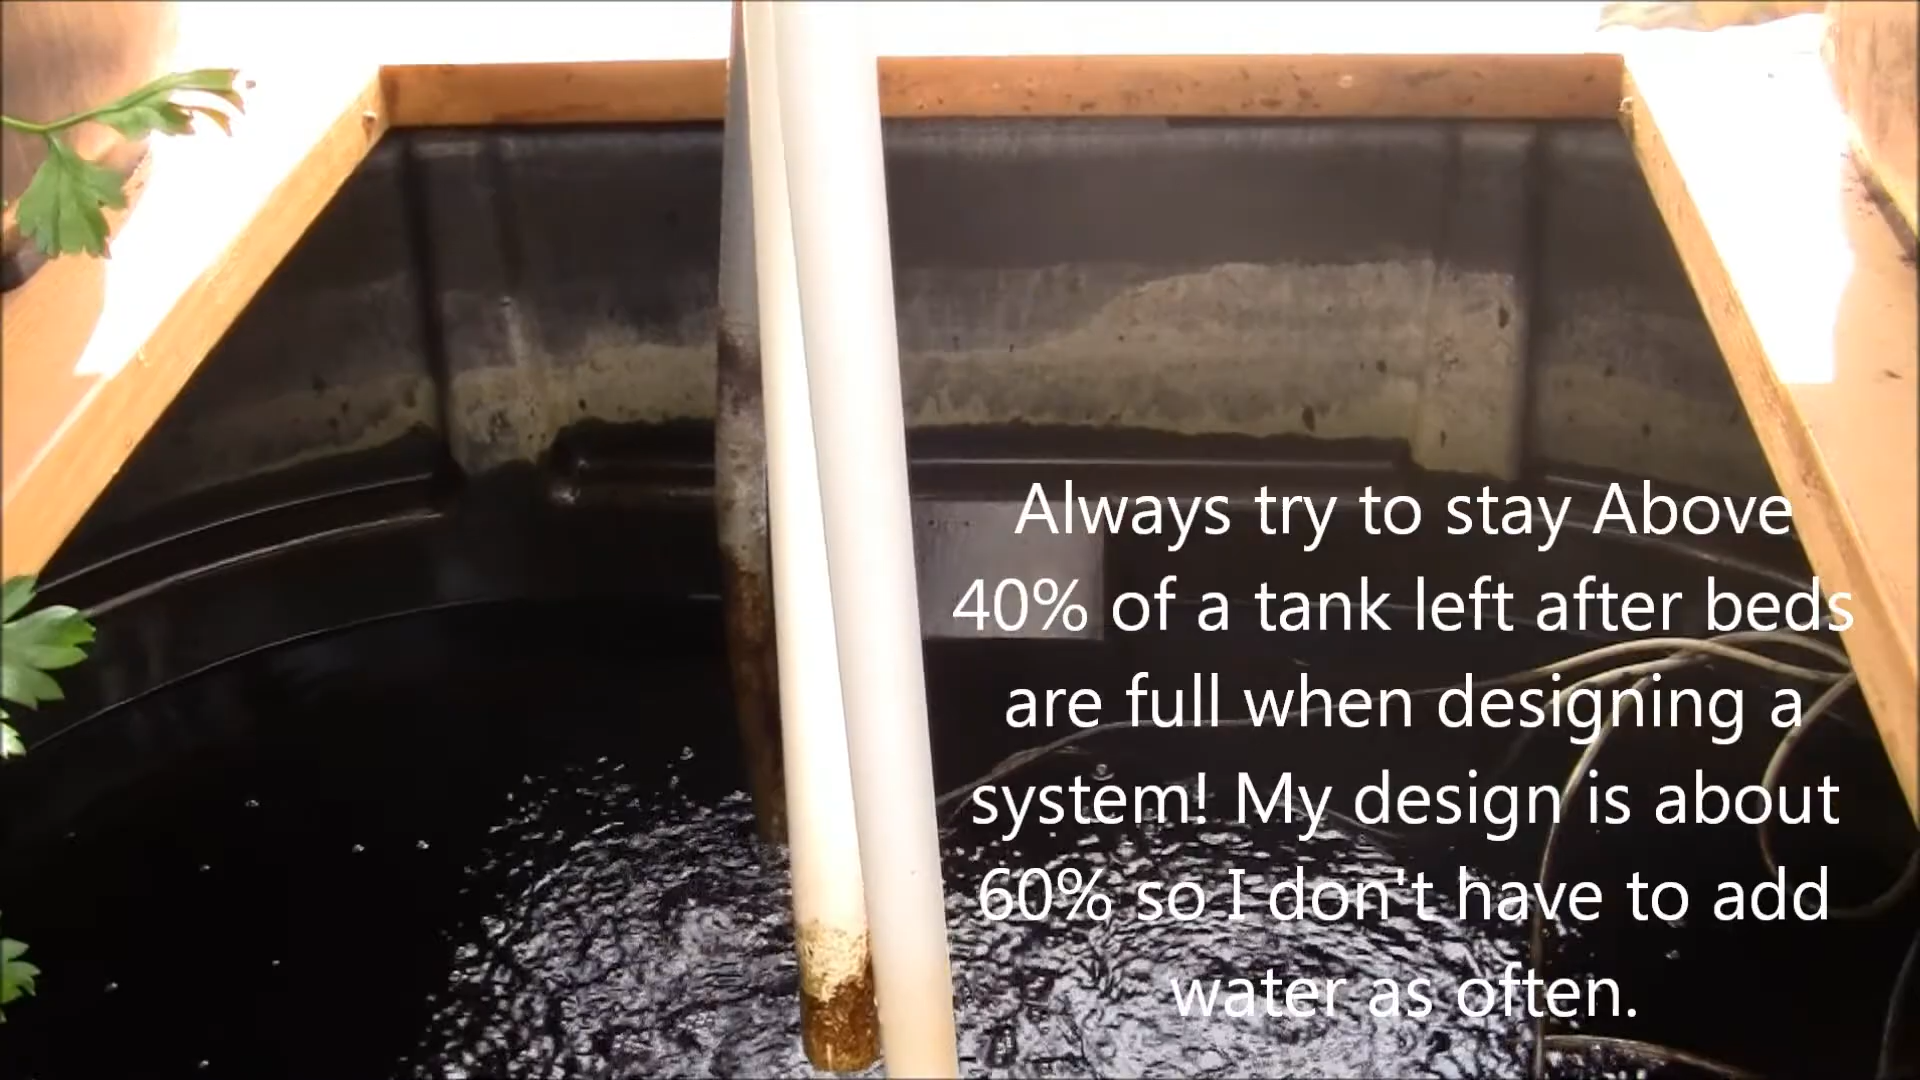 Always try to stay Above
40% of a tank left after beds
are full when designing a
system! My design is about
60% so I don't have to add
water as often.